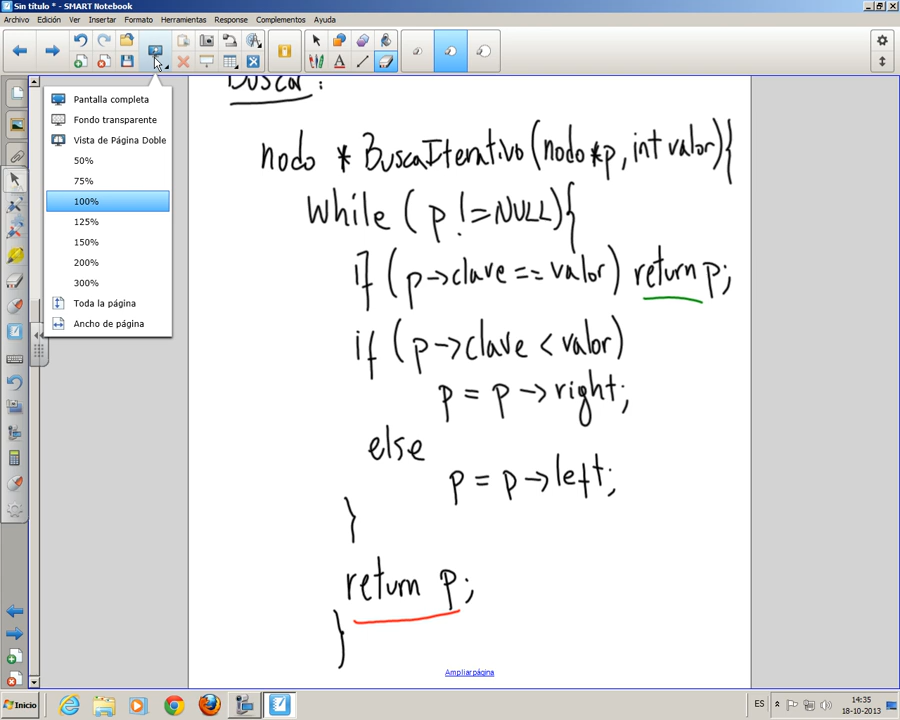 Sin título * - SMART Notebook
Archivo Edición Ver Insertar Formato Herramientas Response Complementos Ayuda
Pantalla completa
Fondo transparente
Vista de Página Doble
50%
75%
100%
125%
150%
200%
300%
Toda la página
Ancho de página
Buscar :
nodo * BuscaIterativo (nodo *p, int valor){
While ( p != NULL){
if ( p->clave == valor) return p;
if ( p->clave < valor)
p = p -> right;
else
p = p -> left;
}
return p;
}
Ampliar página
Inicio
ES
14:35
18-10-2013